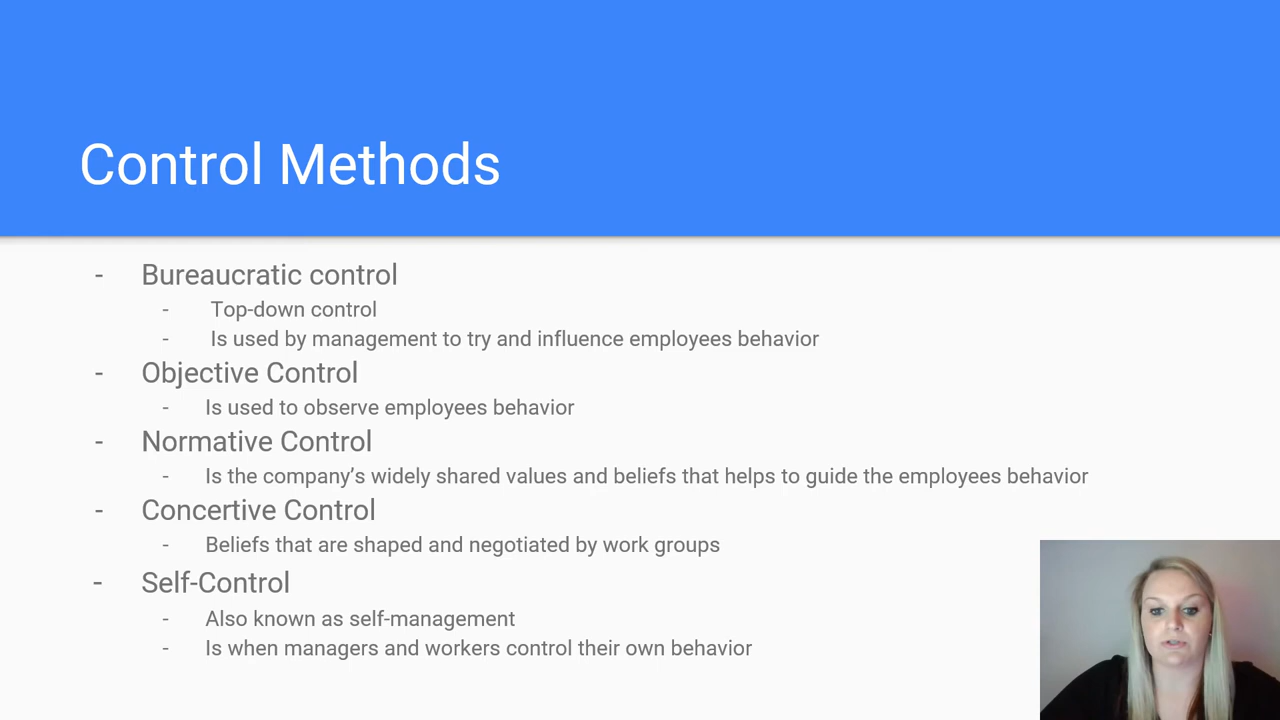 Control Methods
- Bureaucratic control
- Top-down control
- Is used by management to try and influence employees behavior
- Objective Control
- Is used to observe employees behavior
- Normative Control
- Is the company’s widely shared values and beliefs that helps to guide the employees behavior
- Concertive Control
- Beliefs that are shaped and negotiated by work groups
- Self-Control
- Also known as self-management
- Is when managers and workers control their own behavior